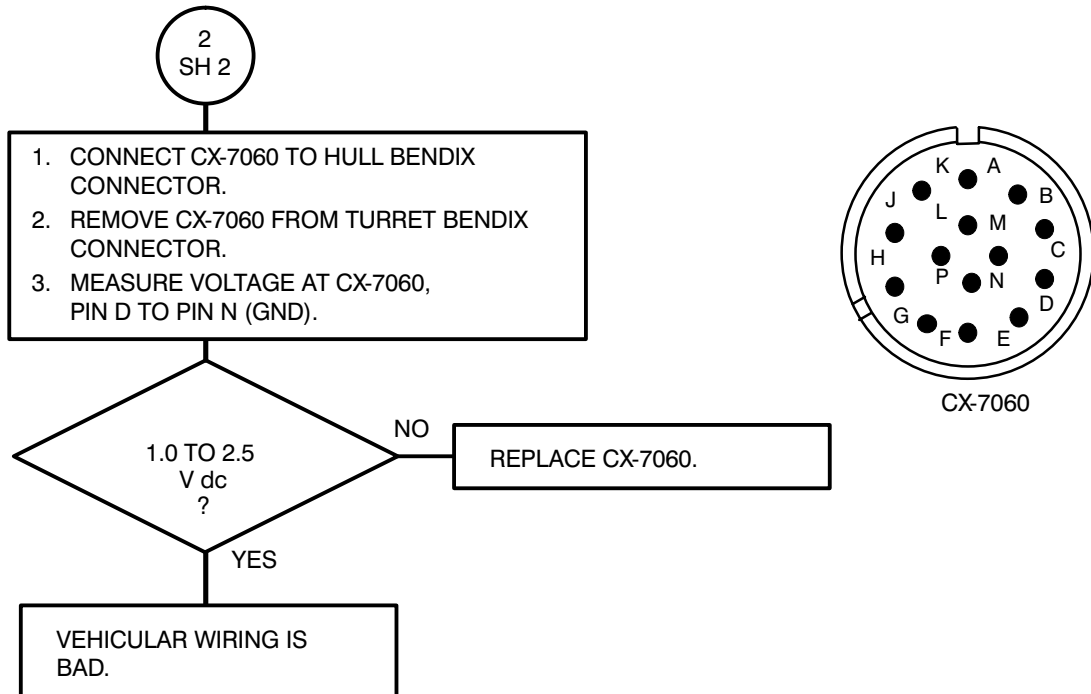 2
SH 2
1. CONNECT CX-7060 TO HULL BENDIX
CONNECTOR.
2. REMOVE CX-7060 FROM TURRET BENDIX
CONNECTOR.
3. MEASURE VOLTAGE AT CX-7060,
PIN D TO PIN N (GND).
1.0 TO 2.5
V dc
?
NO
REPLACE CX-7060.
YES
VEHICULAR WIRING IS
BAD.
K A
J B
L M
H C
P N
G D
F E
CX-7060